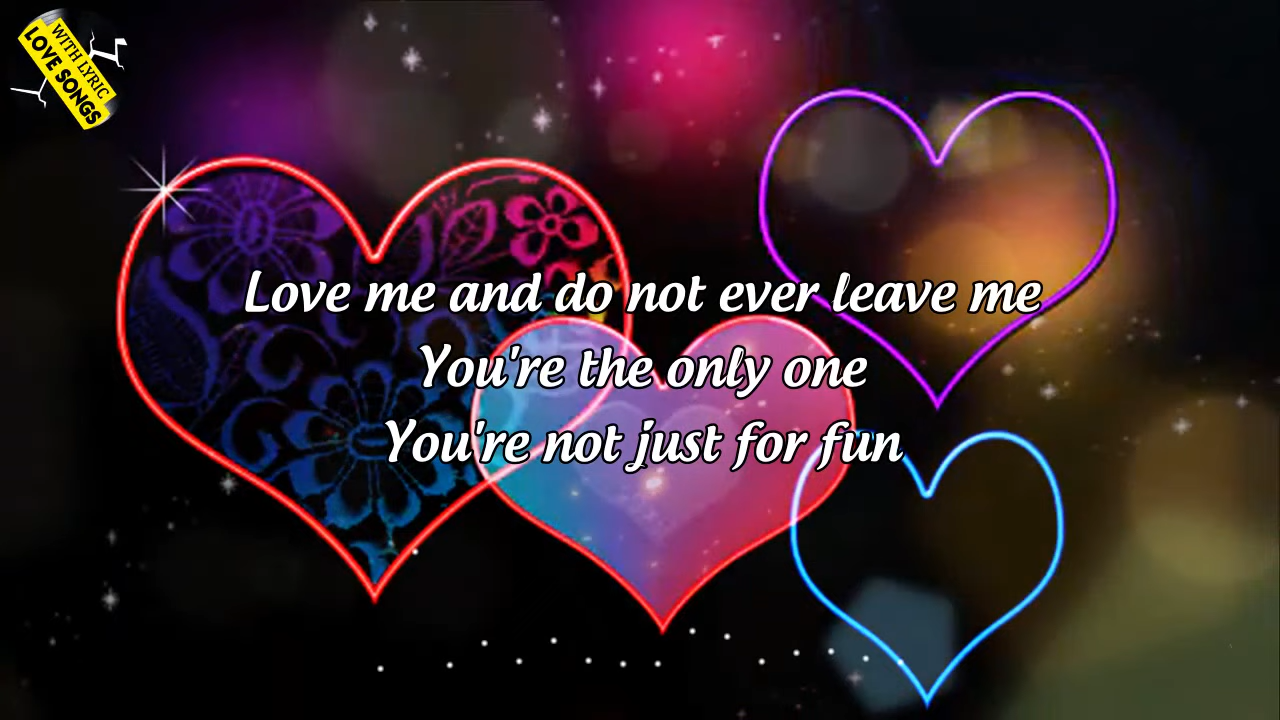 WITH LYRIC
LOVE SONGS
Love me and do not ever leave me
You're the only one
You're not just for fun